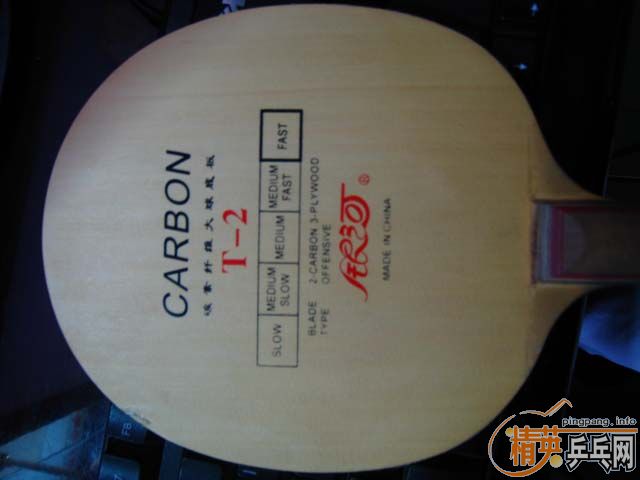 CARBON
碳素纤维大球底板
T-2
SLOW
MEDIUM SLOW
MEDIUM
MEDIUM FAST
FAST
BLADE 2-CARBON 3-PLYWOOD
TYPE OFFENSIVE
®
MADE IN CHINA
F8
pingpang.info
精英乒乓网